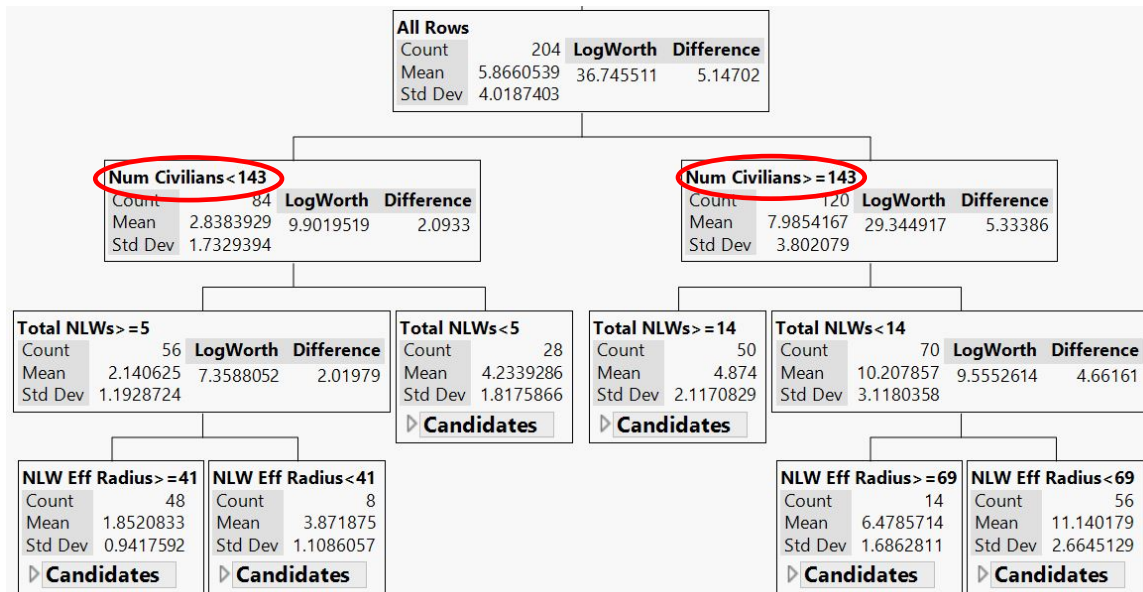 All Rows
Count 204 LogWorth Difference
Mean 5.8660539 36.745511 5.14702
Std Dev 4.0187403
Num Civilians<143
Count 84 LogWorth Difference
Mean 2.8383929 9.9019519 2.0933
Std Dev 1.7329394
Num Civilians>=143
Count 120 LogWorth Difference
Mean 7.9854167 29.344917 5.33386
Std Dev 3.802079
Total NLWs>=5
Count 56 LogWorth Difference
Mean 2.140625 7.3588052 2.01979
Std Dev 1.1928724
Total NLWs<5
Count 28
Mean 4.2339286
Std Dev 1.8175866
Candidates
Total NLWs>=14
Count 50
Mean 4.874
Std Dev 2.1170829
Candidates
Total NLWs<14
Count 70 LogWorth Difference
Mean 10.207857 9.5552614 4.66161
Std Dev 3.1180358
NLW Eff Radius>=41
Count 48
Mean 1.8520833
Std Dev 0.9417592
Candidates
NLW Eff Radius<41
Count 8
Mean 3.871875
Std Dev 1.1086057
Candidates
NLW Eff Radius>=69
Count 14
Mean 6.4785714
Std Dev 1.6862811
Candidates
NLW Eff Radius<69
Count 56
Mean 11.140179
Std Dev 2.6645129
Candidates